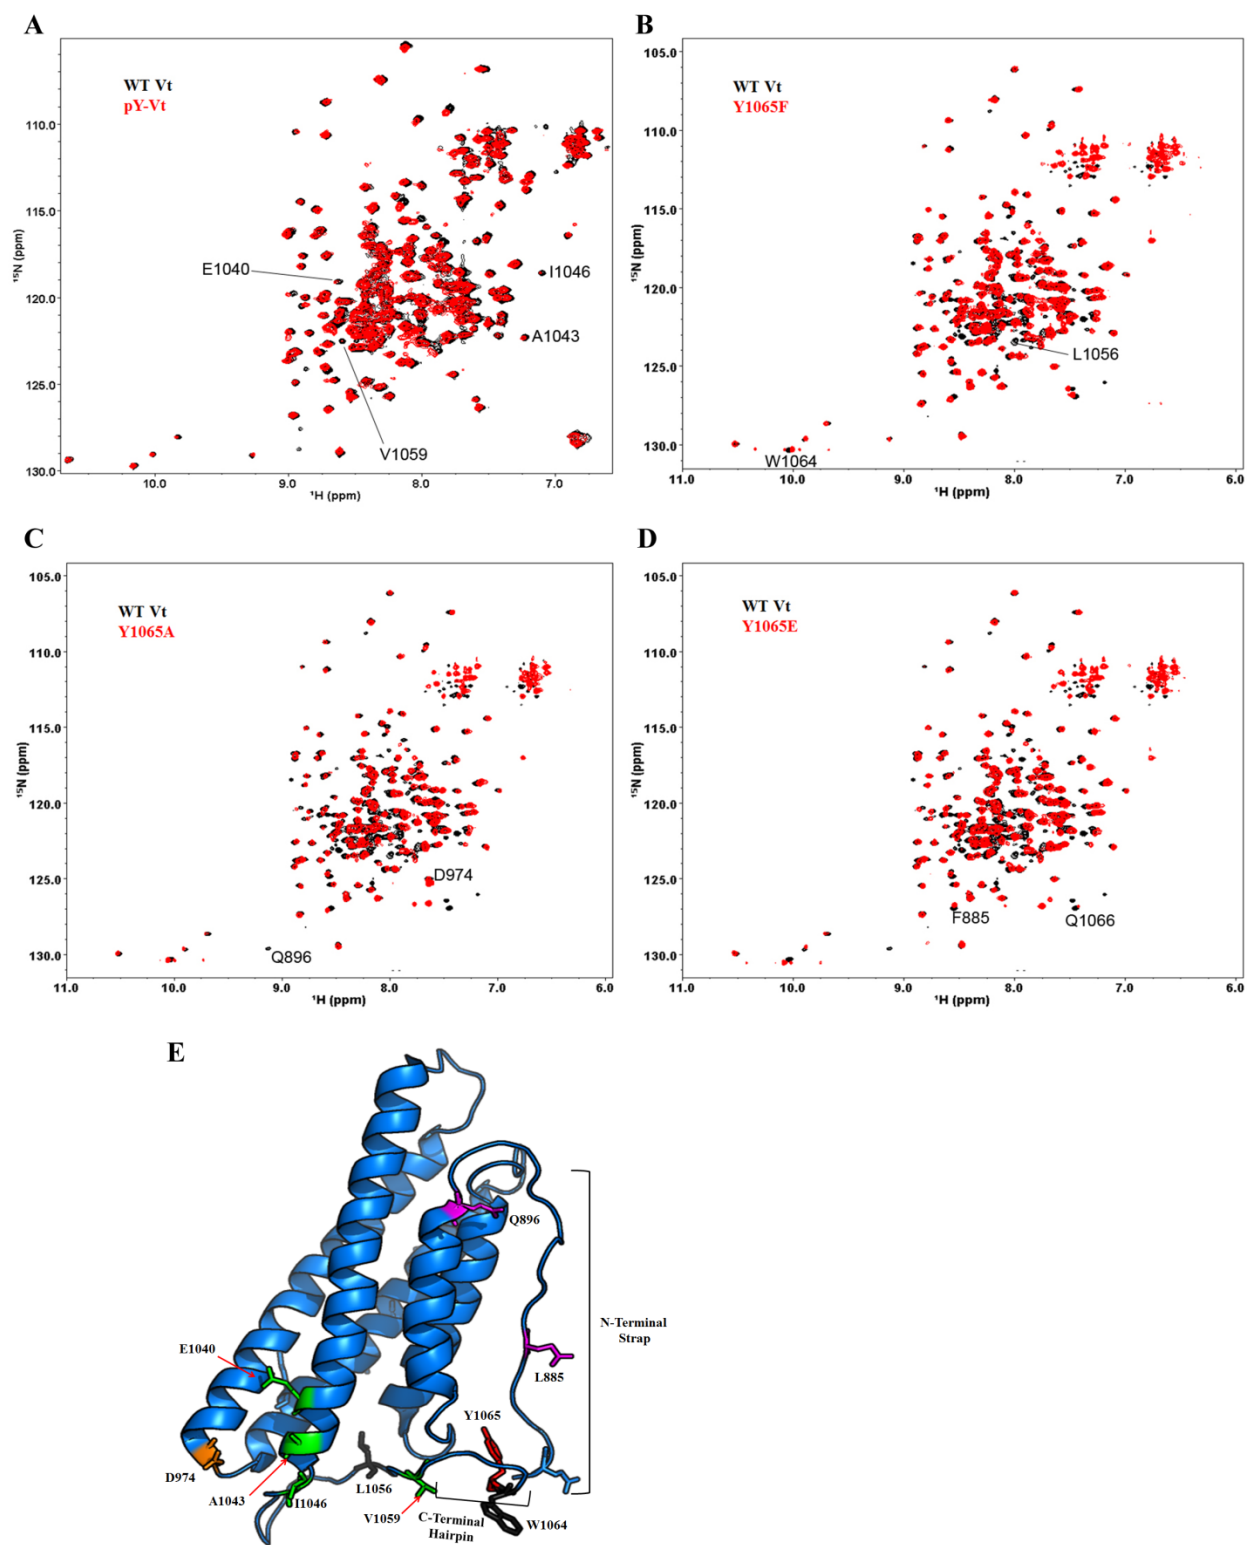 A
WT Vt
pY-Vt
110.0
115.0
120.0
125.0
130.0
¹⁵N (ppm)
E1040
I1046
A1043
V1059
10.0
9.0
8.0
7.0
¹H (ppm)
B
WT Vt
Y1065F
105.0
110.0
115.0
120.0
125.0
130.0
¹⁵N (ppm)
L1056
W1064
11.0
10.0
9.0
8.0
7.0
6.0
¹H (ppm)
C
WT Vt
Y1065A
105.0
110.0
115.0
120.0
125.0
130.0
¹⁵N (ppm)
D974
Q896
11.0
10.0
9.0
8.0
7.0
6.0
¹H (ppm)
D
WT Vt
Y1065E
105.0
110.0
115.0
120.0
125.0
130.0
¹⁵N (ppm)
F885
Q1066
11.0
10.0
9.0
8.0
7.0
6.0
¹H (ppm)
E
Q896
N-Terminal
Strap
E1040
L885
Y1065
D974
A1043
I1046
L1056
V1059
C-Terminal
Hairpin
W1064